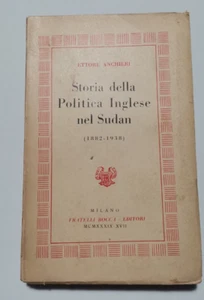 ETTORE ANCHIERI
Storia della
Politica Inglese
nel Sudan
(1882-1938)
MILANO
FRATELLI BOCCA - EDITORI
MCMXXXIX XVII